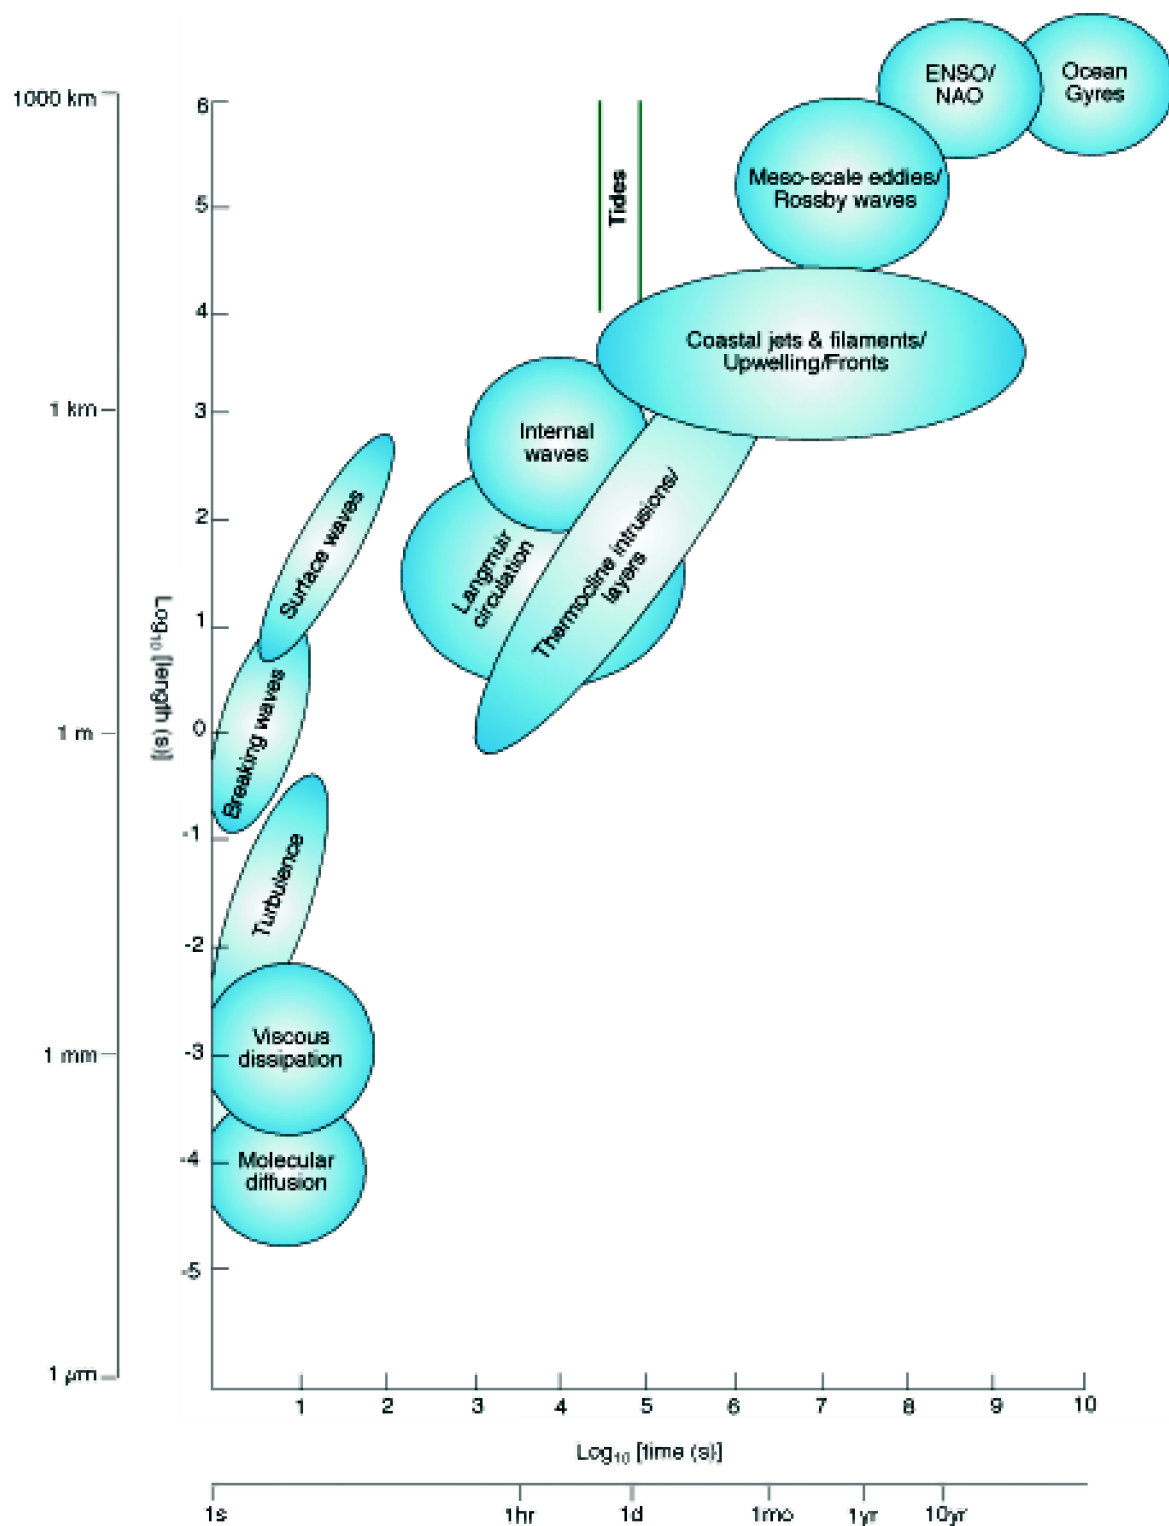 ENSO/
NAO
Ocean
Gyres
1000 km
6
Meso-scale eddies/
Rossby waves
Tides
5
4
Coastal jets & filaments/
Upwelling/Fronts
1 km
3
Internal
waves
2
Surface waves
Langmuir
circulation
Thermocline intrusions/
layers
1
Log₁₀ [length (s)]
Breaking waves
1 m
0
-1
Turbulence
-2
1 mm
-3
Viscous
dissipation
-4
Molecular
diffusion
-5
1 μm
1 2 3 4 5 6 7 8 9 10
Log₁₀ [time (s)]
1s 1hr 1d 1mo 1yr 10yr